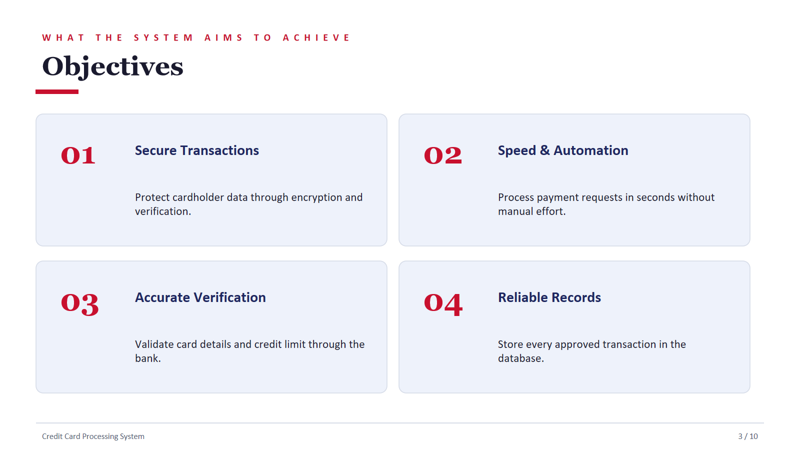 WHAT THE SYSTEM AIMS TO ACHIEVE
Objectives
01
Secure Transactions
Protect cardholder data through encryption and
verification.
02
Speed & Automation
Process payment requests in seconds without
manual effort.
03
Accurate Verification
Validate card details and credit limit through the
bank.
04
Reliable Records
Store every approved transaction in the
database.
Credit Card Processing System
3 / 10